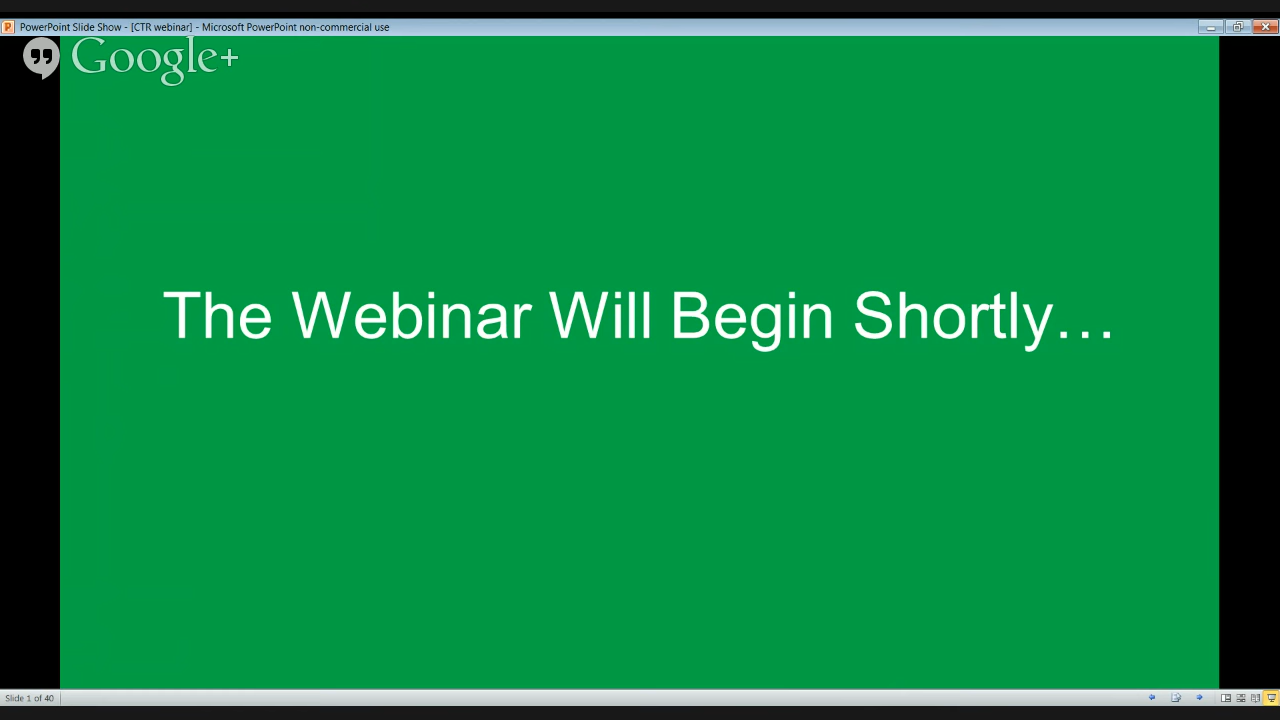 PowerPoint Slide Show - [CTR webinar] - Microsoft PowerPoint non-commercial use
Google+
The Webinar Will Begin Shortly…
Slide 1 of 40